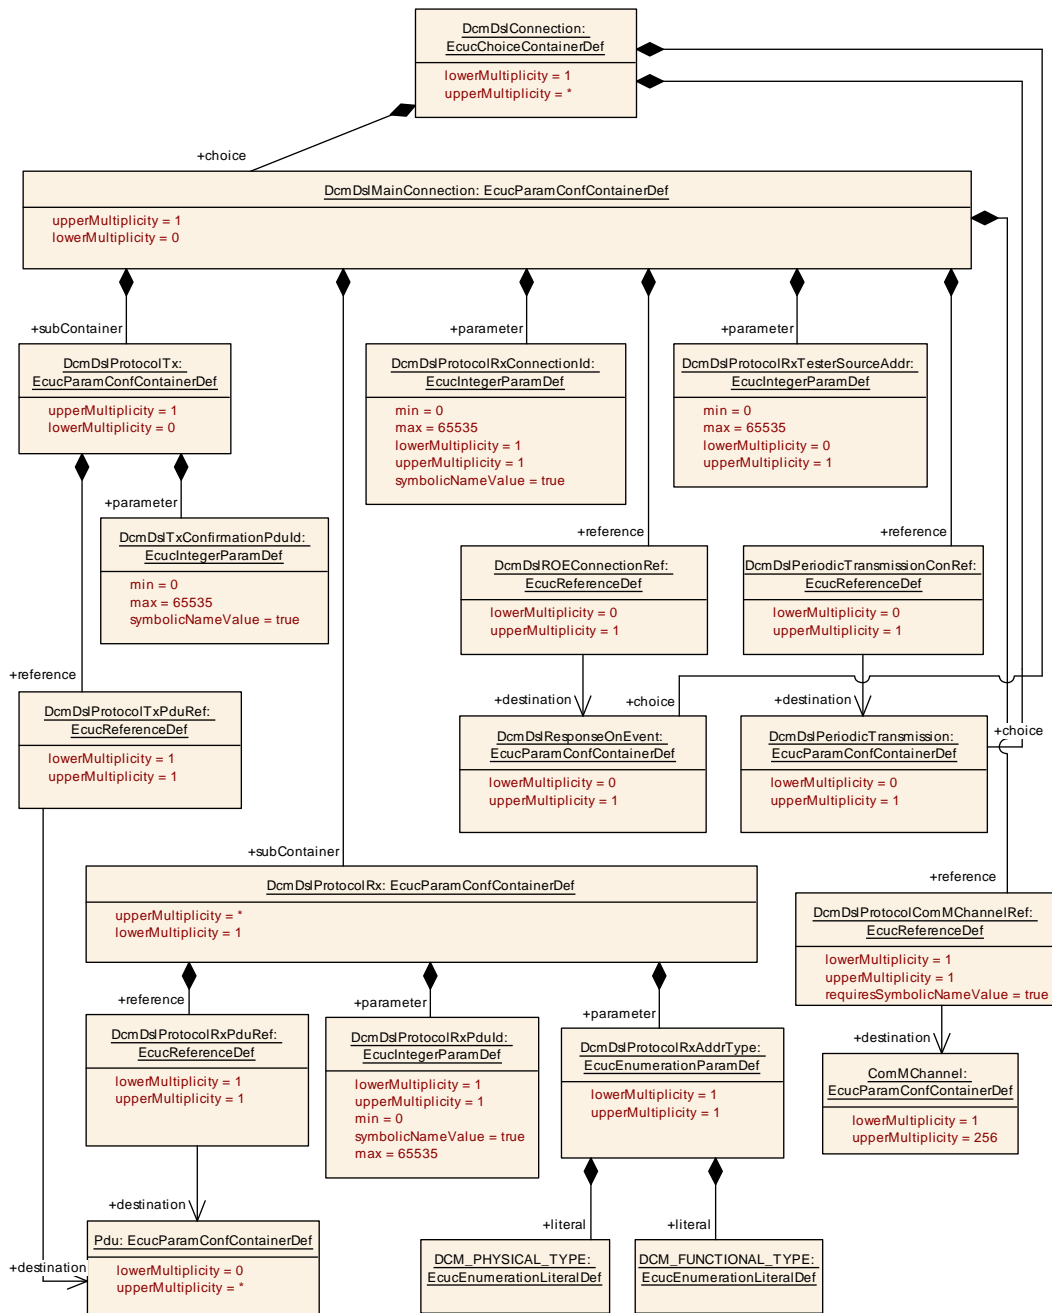 DcmDslConnection:
EcucChoiceContainerDef
lowerMultiplicity = 1
upperMultiplicity = *
+choice
DcmDslMainConnection: EcucParamConfContainerDef
upperMultiplicity = 1
lowerMultiplicity = 0
+subContainer
+parameter
+parameter
DcmDslProtocolTx:
EcucParamConfContainerDef
upperMultiplicity = 1
lowerMultiplicity = 0
DcmDslProtocolRxConnectionId:
EcucIntegerParamDef
min = 0
max = 65535
lowerMultiplicity = 1
upperMultiplicity = 1
symbolicNameValue = true
DcmDslProtocolRxTesterSourceAddr:
EcucIntegerParamDef
min = 0
max = 65535
lowerMultiplicity = 0
upperMultiplicity = 1
+parameter
DcmDslTxConfirmationPduId:
EcucIntegerParamDef
min = 0
max = 65535
symbolicNameValue = true
+reference
+reference
DcmDslROEConnectionRef:
EcucReferenceDef
lowerMultiplicity = 0
upperMultiplicity = 1
DcmDslPeriodicTransmissionConRef:
EcucReferenceDef
lowerMultiplicity = 0
upperMultiplicity = 1
+reference
DcmDslProtocolTxPduRef:
EcucReferenceDef
lowerMultiplicity = 1
upperMultiplicity = 1
+destination
+choice
+destination
+choice
DcmDslResponseOnEvent:
EcucParamConfContainerDef
lowerMultiplicity = 0
upperMultiplicity = 1
DcmDslPeriodicTransmission:
EcucParamConfContainerDef
lowerMultiplicity = 0
upperMultiplicity = 1
+subContainer
DcmDslProtocolRx: EcucParamConfContainerDef
upperMultiplicity = *
lowerMultiplicity = 1
+reference
DcmDslProtocolComMChannelRef:
EcucReferenceDef
lowerMultiplicity = 1
upperMultiplicity = 1
requiresSymbolicNameValue = true
+reference
+parameter
+parameter
DcmDslProtocolRxPduRef:
EcucReferenceDef
lowerMultiplicity = 1
upperMultiplicity = 1
DcmDslProtocolRxPduId:
EcucIntegerParamDef
lowerMultiplicity = 1
upperMultiplicity = 1
min = 0
symbolicNameValue = true
max = 65535
DcmDslProtocolRxAddrType:
EcucEnumerationParamDef
lowerMultiplicity = 1
upperMultiplicity = 1
+destination
ComMChannel:
EcucParamConfContainerDef
lowerMultiplicity = 1
upperMultiplicity = 256
+destination
+literal
+literal
Pdu: EcucParamConfContainerDef
lowerMultiplicity = 0
upperMultiplicity = *
+destination
DCM_PHYSICAL_TYPE:
EcucEnumerationLiteralDef
DCM_FUNCTIONAL_TYPE:
EcucEnumerationLiteralDef